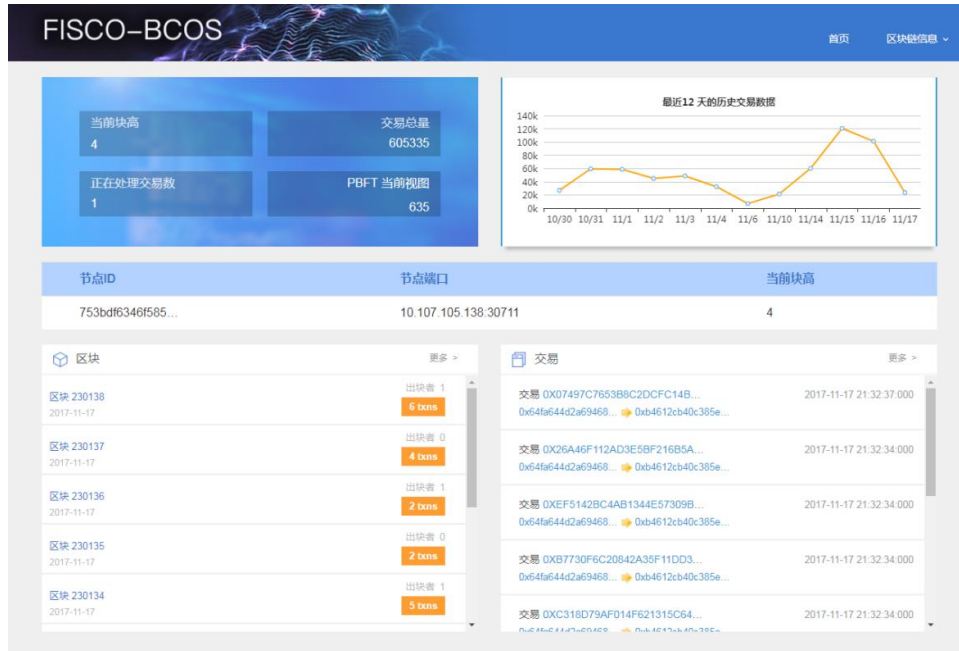 FISCO-BCOS
首页 区块链信息
当前块高
4
交易总量
605335
正在处理交易数
1
PBFT 当前视图
635
最近12 天的历史交易数据
140k
120k
100k
80k
60k
40k
20k
0k
10/30 10/31 11/1 11/2 11/3 11/4 11/6 11/10 11/14 11/15 11/16 11/17
节点ID 节点端口 当前块高
753bdf6346f585... 10.107.105.138:30711 4
区块 更多 >
区块 230138 出块者 1
2017-11-17 6 txns
区块 230137 出块者 0
2017-11-17 4 txns
区块 230136 出块者 1
2017-11-17 2 txns
区块 230135 出块者 0
2017-11-17 2 txns
区块 230134 出块者 1
2017-11-17 5 txns
交易 更多 >
交易 0X07497C7653B8C2DCFC14B... 2017-11-17 21:32:37:000
0x64fa644d2a69468... 0xb4612cb40c385e...
交易 0X26A46F112AD3E5BF216B5A... 2017-11-17 21:32:34:000
0x64fa644d2a69468... 0xb4612cb40c385e...
交易 0XEF5142BC4AB1344E57309B... 2017-11-17 21:32:34:000
0x64fa644d2a69468... 0xb4612cb40c385e...
交易 0XB7730F6C20842A35F11DD3... 2017-11-17 21:32:34:000
0x64fa644d2a69468... 0xb4612cb40c385e...
交易 0XC318D79AF014F621315C64... 2017-11-17 21:32:34:000